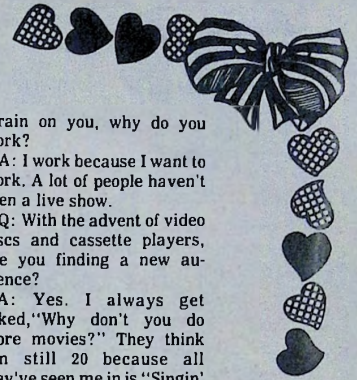 rain on you, why do you
ork?
A: I work because I want to
ork. A lot of people haven't
en a live show.
Q: With the advent of video
scs and cassette players,
e you finding a new au-
ence?
A: Yes. I always get
ked,"Why don't you do
ore movies?" They think
m still 20 because all
ey've seen me in is "Singin'